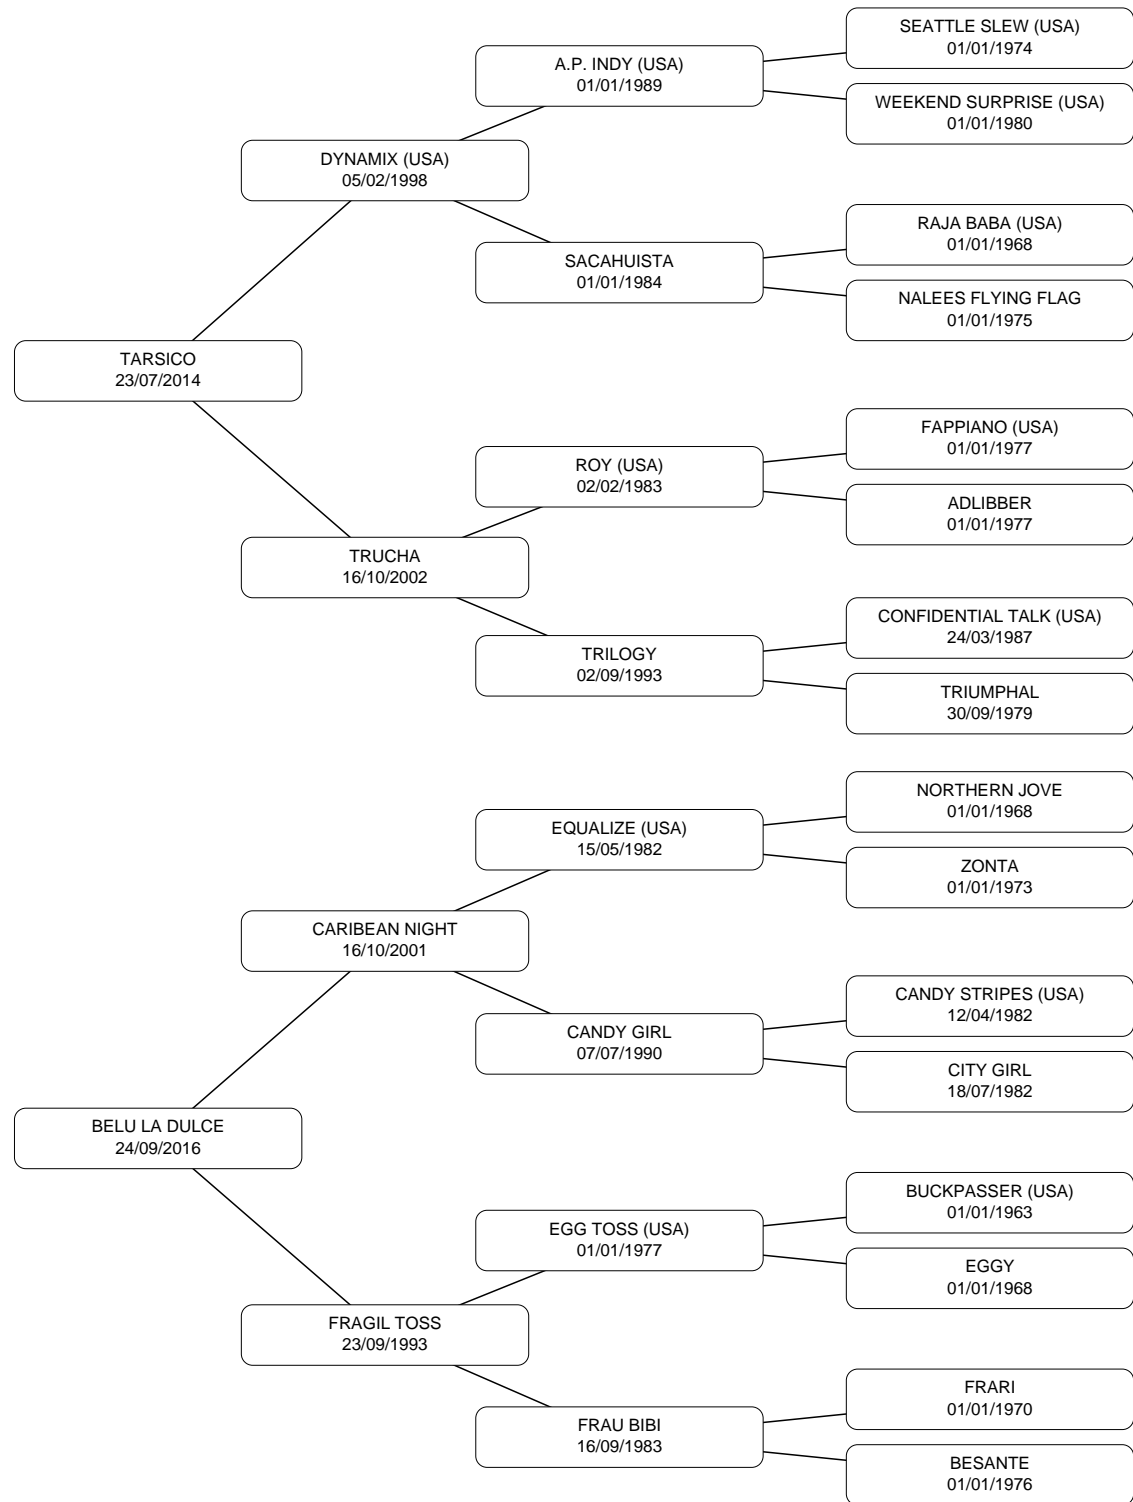 SEATTLE SLEW (USA)
01/01/1974
A.P. INDY (USA)
01/01/1989
WEEKEND SURPRISE (USA)
01/01/1980
DYNAMIX (USA)
05/02/1998
RAJA BABA (USA)
01/01/1968
SACAHUISTA
01/01/1984
NALEES FLYING FLAG
01/01/1975
TARSICO
23/07/2014
FAPPIANO (USA)
01/01/1977
ROY (USA)
02/02/1983
ADLIBBER
01/01/1977
TRUCHA
16/10/2002
CONFIDENTIAL TALK (USA)
24/03/1987
TRILOGY
02/09/1993
TRIUMPHAL
30/09/1979
NORTHERN JOVE
01/01/1968
EQUALIZE (USA)
15/05/1982
ZONTA
01/01/1973
CARIBEAN NIGHT
16/10/2001
CANDY STRIPES (USA)
12/04/1982
CANDY GIRL
07/07/1990
CITY GIRL
18/07/1982
BELU LA DULCE
24/09/2016
BUCKPASSER (USA)
01/01/1963
EGG TOSS (USA)
01/01/1977
EGGY
01/01/1968
FRAGIL TOSS
23/09/1993
FRARI
01/01/1970
FRAU BIBI
16/09/1983
BESANTE
01/01/1976